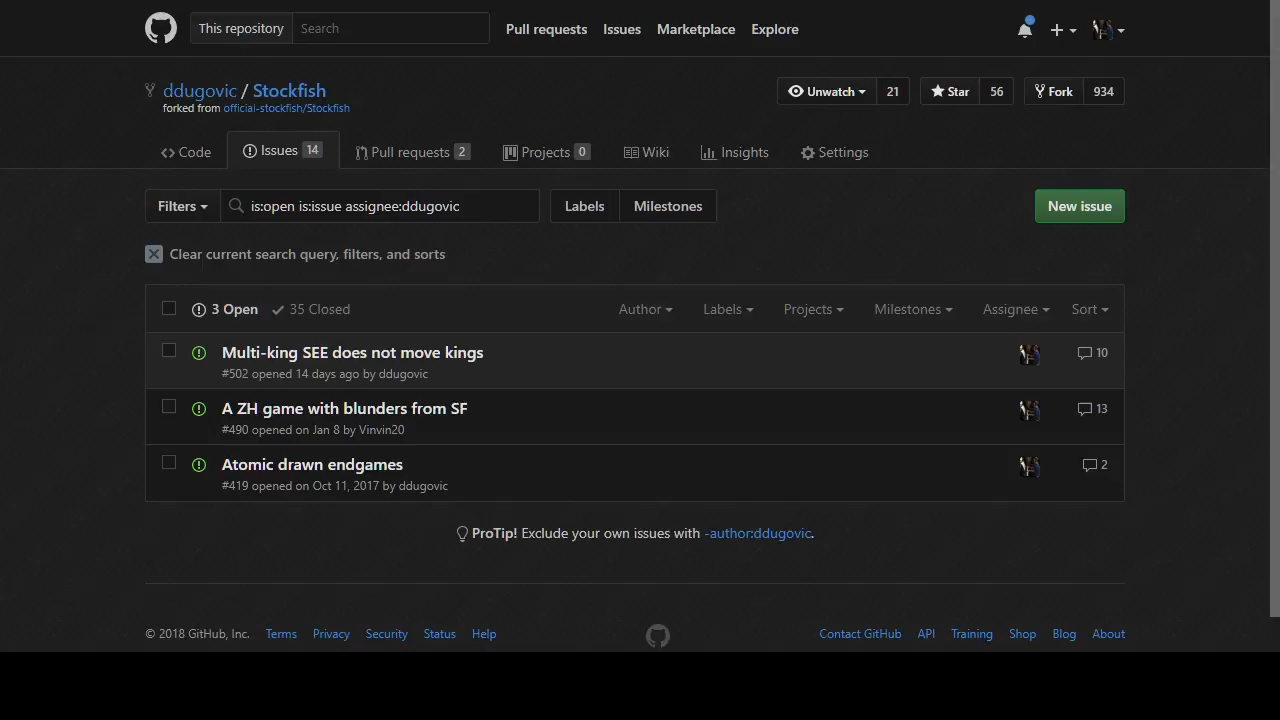 This repository Search Pull requests Issues Marketplace Explore
ddugovic / Stockfish Unwatch 21 Star 56 Fork 934
forked from official-stockfish/Stockfish
Code Issues 14 Pull requests 2 Projects 0 Wiki Insights Settings
Filters is:open is:issue assignee:ddugovic Labels Milestones New issue
Clear current search query, filters, and sorts
3 Open 35 Closed Author Labels Projects Milestones Assignee Sort
Multi-king SEE does not move kings 10
#502 opened 14 days ago by ddugovic
A ZH game with blunders from SF 13
#490 opened on Jan 8 by Vinvin20
Atomic drawn endgames 2
#419 opened on Oct 11, 2017 by ddugovic
ProTip! Exclude your own issues with -author:ddugovic.
© 2018 GitHub, Inc. Terms Privacy Security Status Help Contact GitHub API Training Shop Blog About